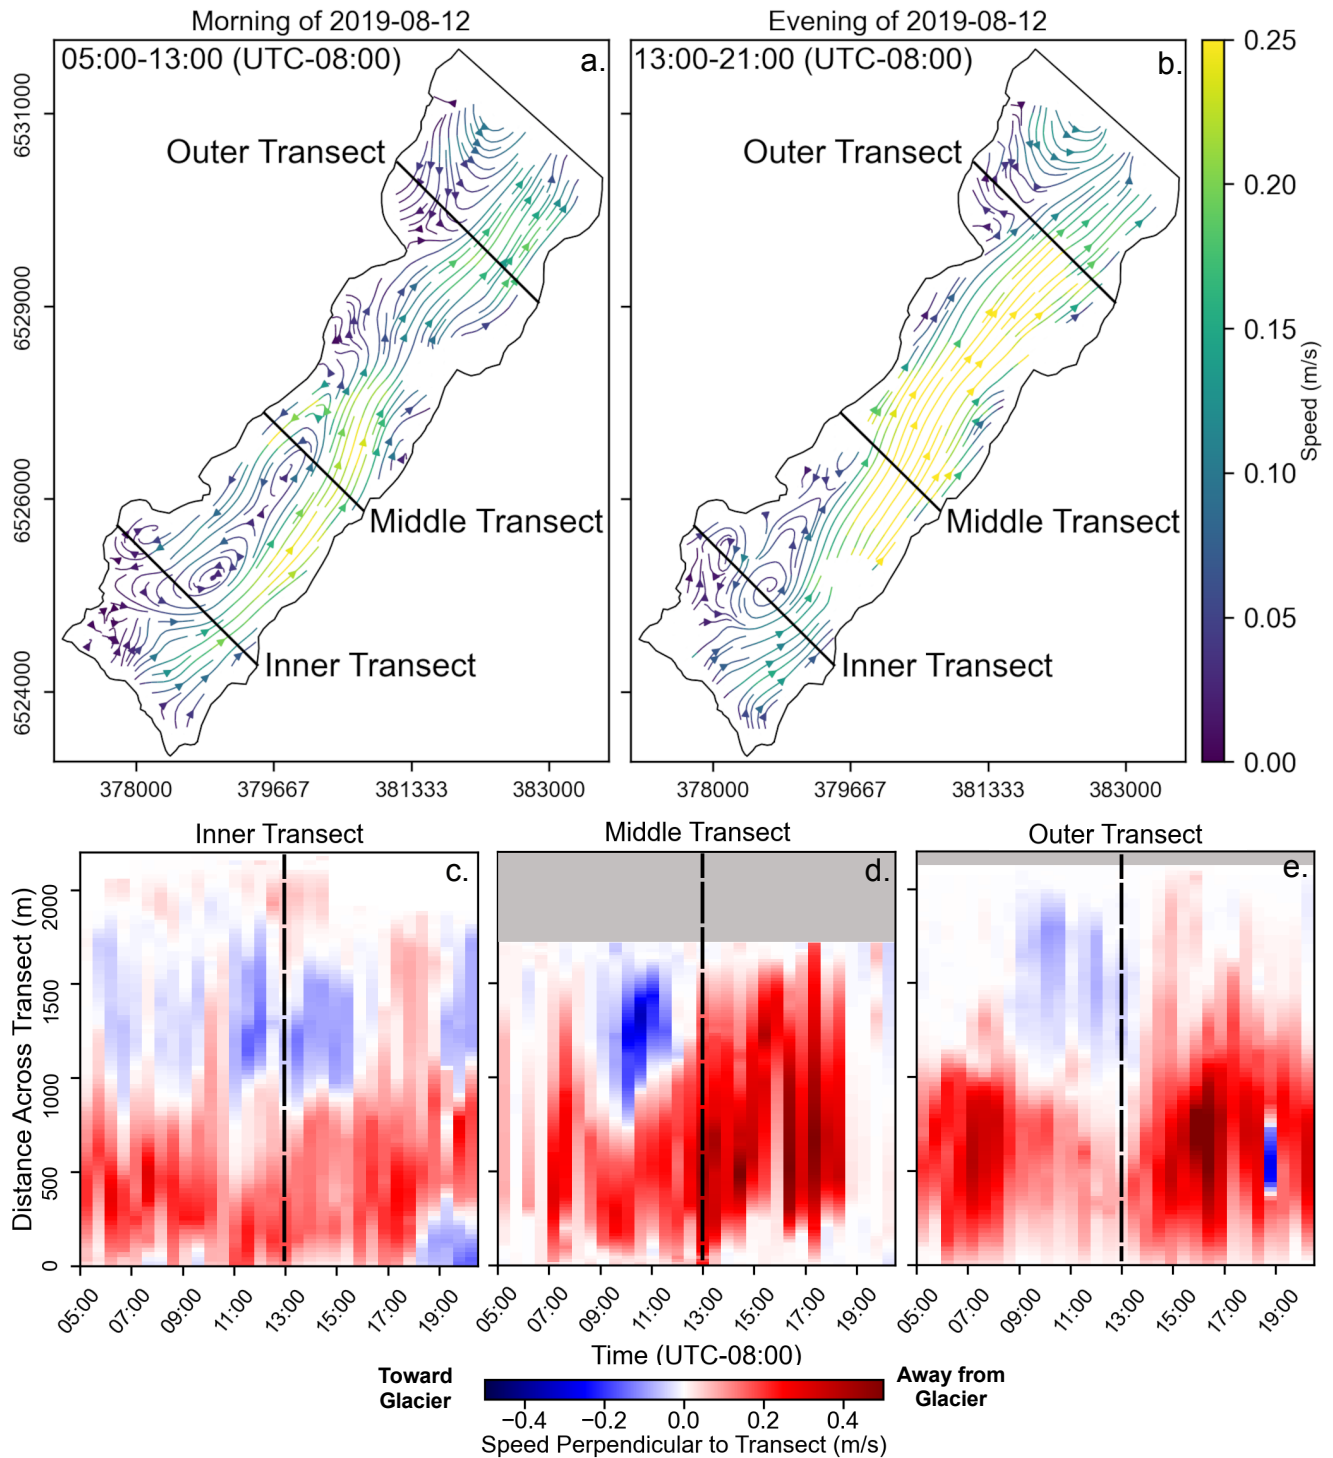 Morning of 2019-08-12
Evening of 2019-08-12
05:00-13:00 (UTC-08:00)
a.
13:00-21:00 (UTC-08:00)
b.
Outer Transect
Middle Transect
Inner Transect
Outer Transect
Middle Transect
Inner Transect
6531000
6529000
6526000
6524000
378000
379667
381333
383000
378000
379667
381333
383000
0.25
0.20
0.15
0.10
0.05
0.00
Speed (m/s)
Inner Transect
Middle Transect
Outer Transect
c.
d.
e.
Distance Across Transect (m)
2000
1500
1000
500
0
05:00
07:00
09:00
11:00
13:00
15:00
17:00
19:00
05:00
07:00
09:00
11:00
13:00
15:00
17:00
19:00
05:00
07:00
09:00
11:00
13:00
15:00
17:00
19:00
Time (UTC-08:00)
Toward
Glacier
Away from
Glacier
−0.4
−0.2
0.0
0.2
0.4
Speed Perpendicular to Transect (m/s)